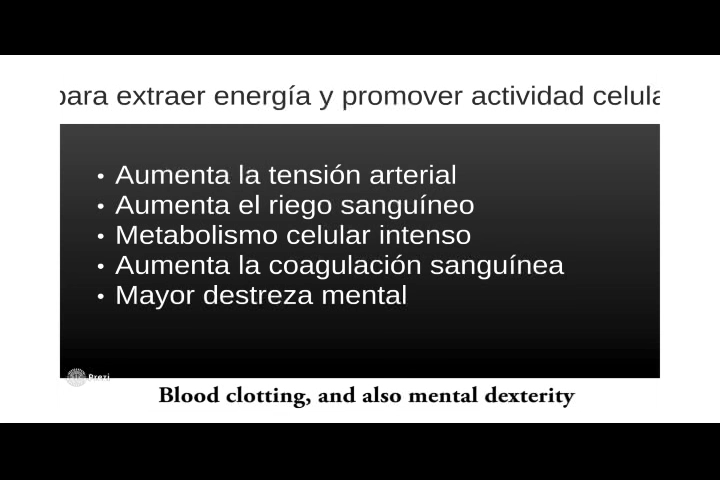 para extraer energía y promover actividad celula
• Aumenta la tensión arterial
• Aumenta el riego sanguíneo
• Metabolismo celular intenso
• Aumenta la coagulación sanguínea
• Mayor destreza mental
Prezi
Blood clotting, and also mental dexterity